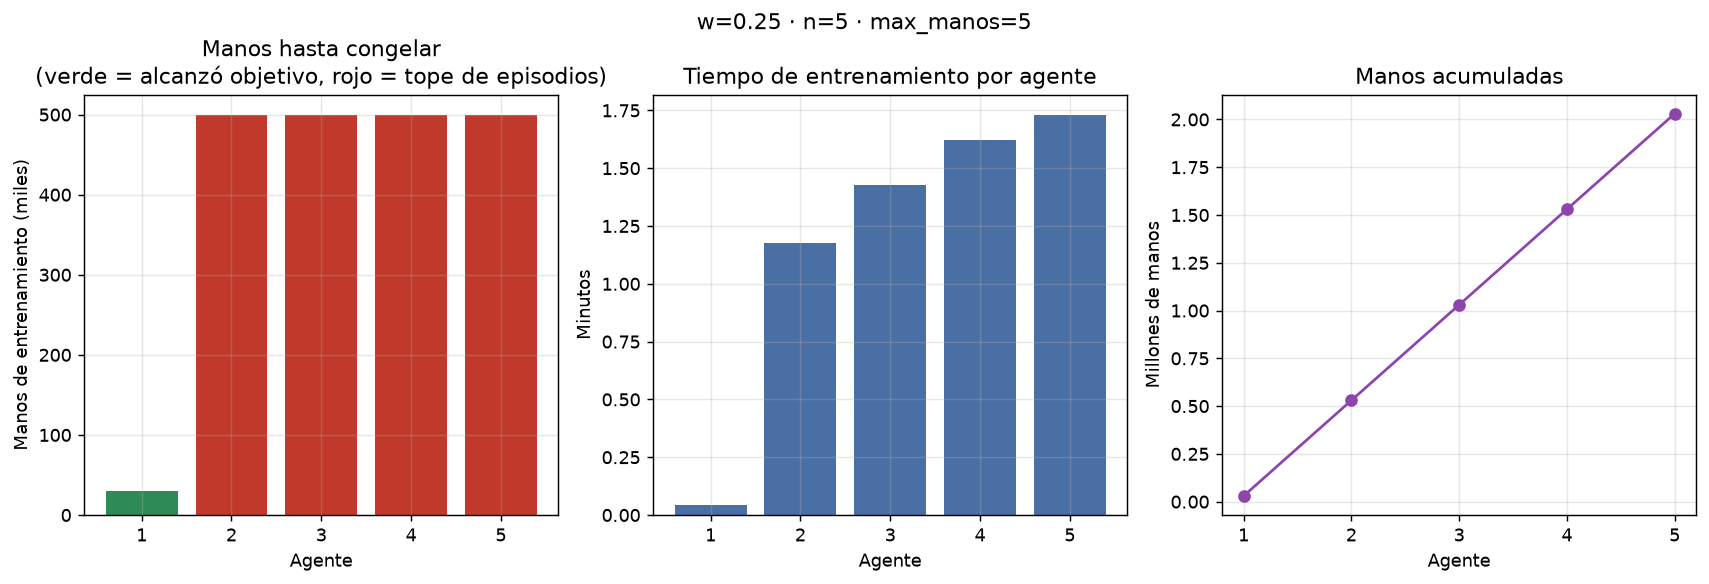 w=0.25 · n=5 · max_manos=5
Manos hasta congelar
(verde = alcanzó objetivo, rojo = tope de episodios)
Manos de entrenamiento (miles)
500
400
300
200
100
0
1 2 3 4 5
Agente
Tiempo de entrenamiento por agente
Minutos
1.75
1.50
1.25
1.00
0.75
0.50
0.25
0.00
1 2 3 4 5
Agente
Manos acumuladas
Millones de manos
2.00
1.75
1.50
1.25
1.00
0.75
0.50
0.25
0.00
1 2 3 4 5
Agente